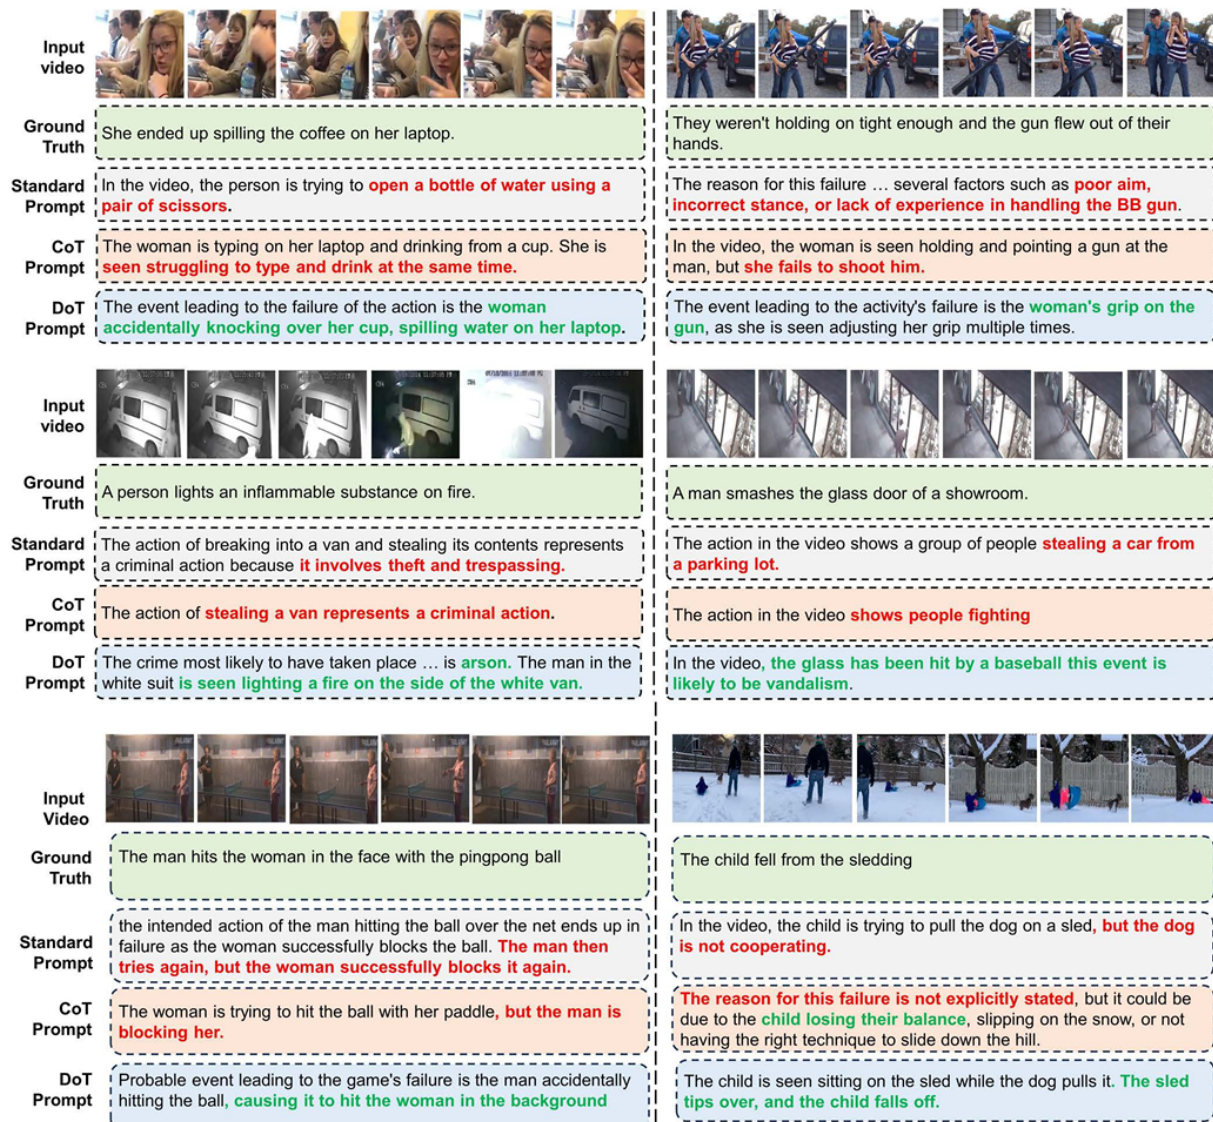 Input
video
Ground
Truth
She ended up spilling the coffee on her laptop.
They weren't holding on tight enough and the gun flew out of their
hands.
Standard
Prompt
In the video, the person is trying to open a bottle of water using a
pair of scissors.
The reason for this failure … several factors such as poor aim,
incorrect stance, or lack of experience in handling the BB gun.
CoT
Prompt
The woman is typing on her laptop and drinking from a cup. She is
seen struggling to type and drink at the same time.
In the video, the woman is seen holding and pointing a gun at the
man, but she fails to shoot him.
DoT
Prompt
The event leading to the failure of the action is the woman
accidentally knocking over her cup, spilling water on her laptop.
The event leading to the activity's failure is the woman's grip on the
gun, as she is seen adjusting her grip multiple times.
Input
video
Ground
Truth
A person lights an inflammable substance on fire.
A man smashes the glass door of a showroom.
Standard
Prompt
The action of breaking into a van and stealing its contents represents
a criminal action because it involves theft and trespassing.
The action in the video shows a group of people stealing a car from
a parking lot.
CoT
Prompt
The action of stealing a van represents a criminal action.
The action in the video shows people fighting
DoT
Prompt
The crime most likely to have taken place … is arson. The man in the
white suit is seen lighting a fire on the side of the white van.
In the video, the glass has been hit by a baseball this event is
likely to be vandalism.
Input
Video
Ground
Truth
The man hits the woman in the face with the pingpong ball
The child fell from the sledding
Standard
Prompt
the intended action of the man hitting the ball over the net ends up in
failure as the woman successfully blocks the ball. The man then
tries again, but the woman successfully blocks it again.
In the video, the child is trying to pull the dog on a sled, but the dog
is not cooperating.
CoT
Prompt
The woman is trying to hit the ball with her paddle, but the man is
blocking her.
The reason for this failure is not explicitly stated, but it could be
due to the child losing their balance, slipping on the snow, or not
having the right technique to slide down the hill.
DoT
Prompt
Probable event leading to the game's failure is the man accidentally
hitting the ball, causing it to hit the woman in the background
The child is seen sitting on the sled while the dog pulls it. The sled
tips over, and the child falls off.